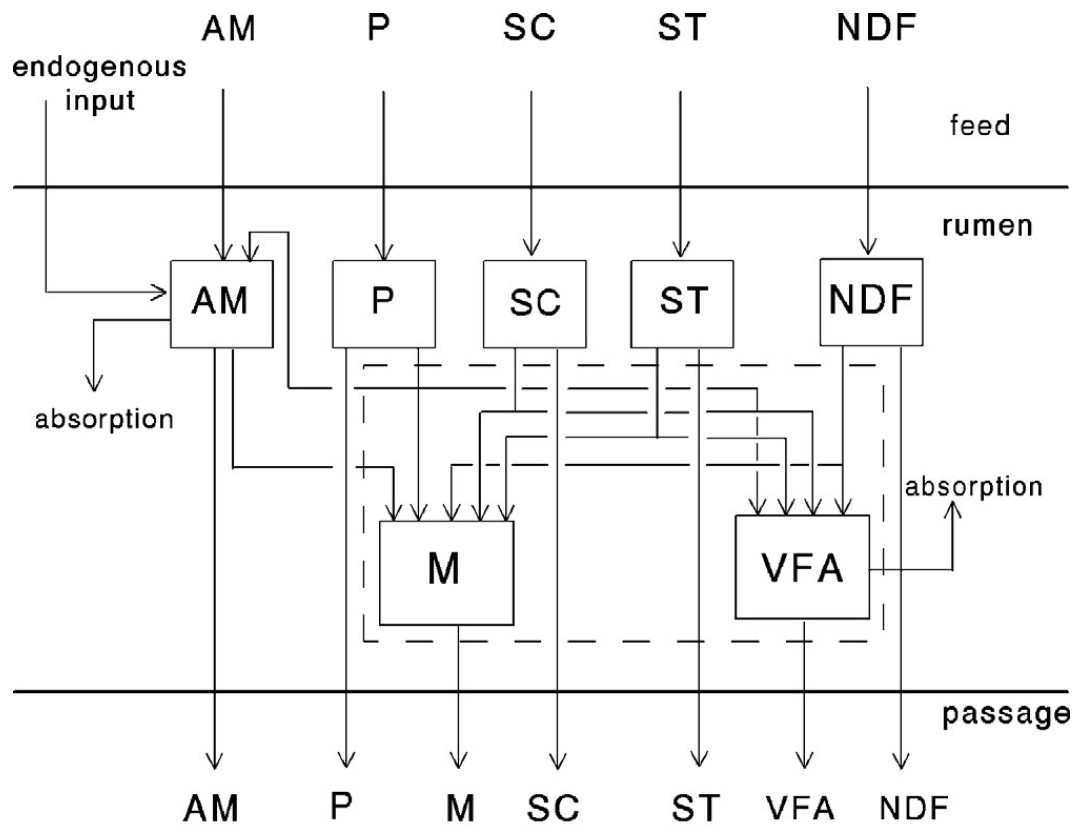 AM P SC ST NDF
endogenous
input
feed
rumen
AM P SC ST NDF
absorption
absorption
M VFA
passage
AM P M SC ST VFA NDF